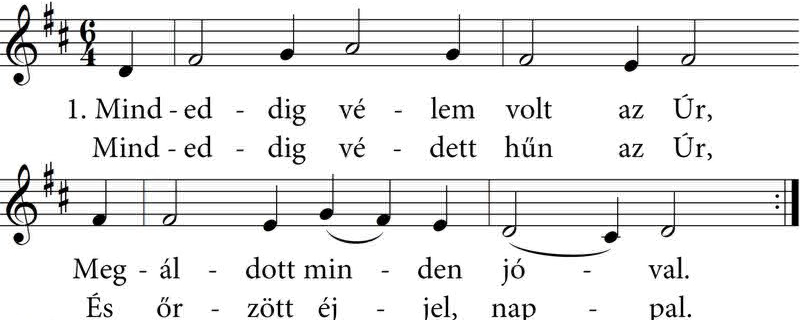 6
4
1. Mind - ed - dig vé - lem volt az Úr,
Mind - ed - dig vé - dett hűn az Úr,
Meg - ál - dott min - den jó - val.
És őr - zött éj - jel, nap - pal.